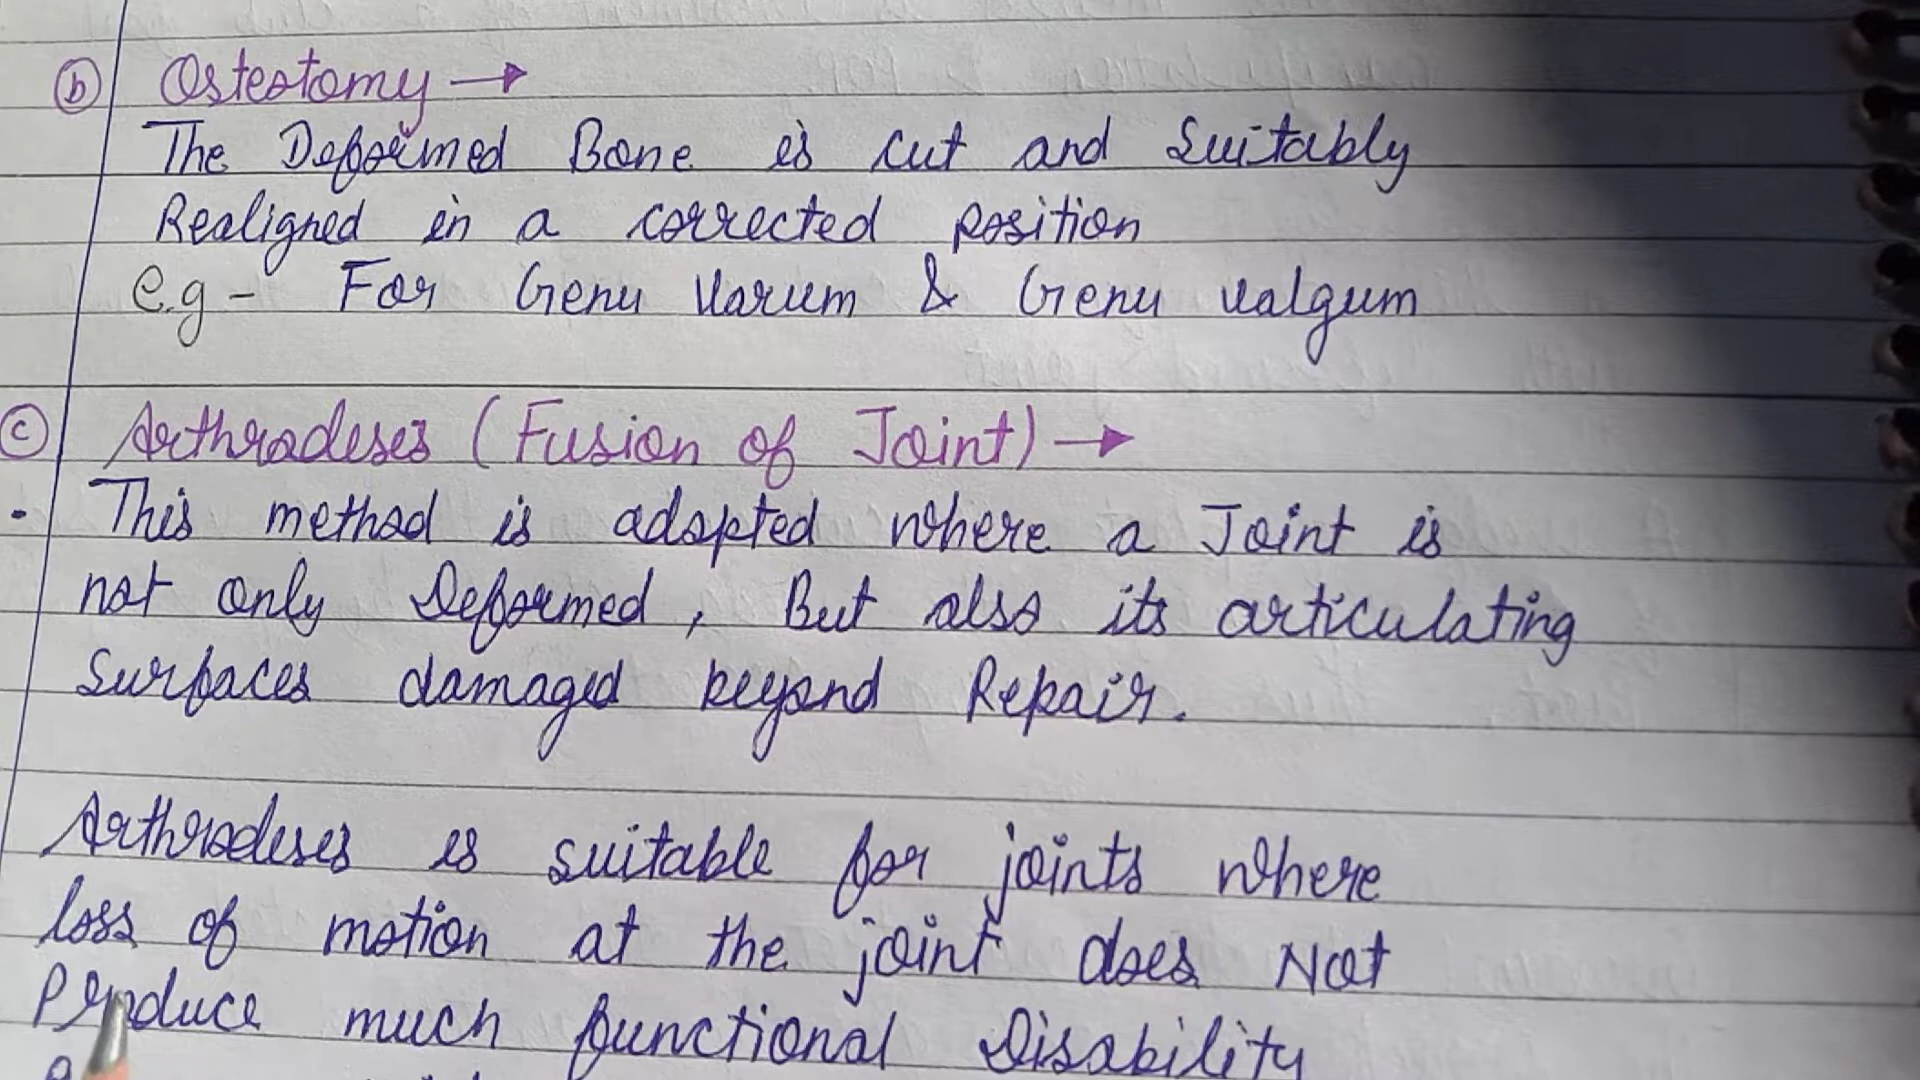 b Osteotomy →
The Deformed Bone is cut and Suitably
Realigned in a corrected position
e.g - For Genu Varum & Genu valgum
c Arthrodeses (Fusion of Joint) →
- This method is adopted where a Joint is
not only Deformed, But also its articulating
Surfaces damaged beyond Repair.
Arthrodeses is suitable for joints where
loss of motion at the joint does Not
Produce much functional Disability